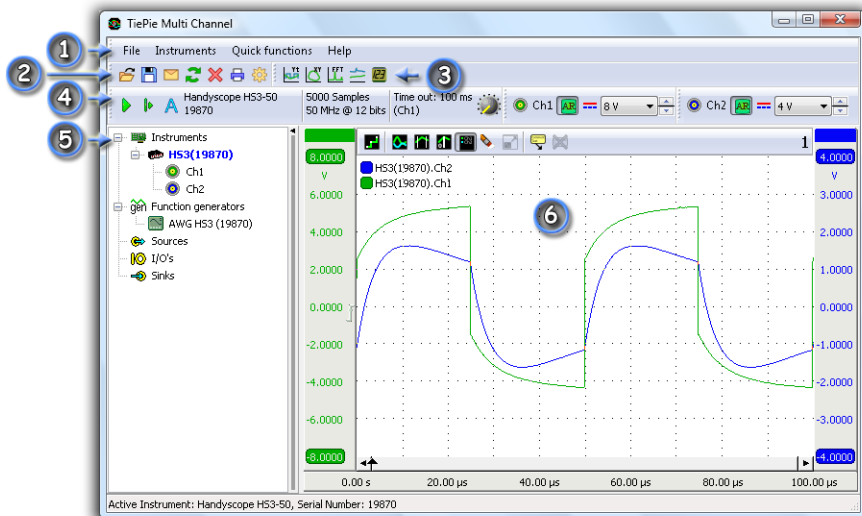 TiePie Multi Channel
1
File Instruments Quick functions Help
2
Yt XY FFT
3
4
Handyscope HS3-50
19870
5000 Samples
50 MHz @ 12 bits
Time out: 100 ms
(Ch1)
Ch1 AR 8 V
Ch2 AR 4 V
5
Instruments
HS3(19870)
Ch1
Ch2
gen Function generators
AWG HS3 (19870)
Sources
I/O's
Sinks
1
HS3(19870).Ch2
HS3(19870).Ch1
6
8.0000
V
6.0000
4.0000
2.0000
0.0000
-2.0000
-4.0000
-6.0000
-8.0000
4.0000
V
3.0000
2.0000
1.0000
0.0000
-1.0000
-2.0000
-3.0000
-4.0000
0.00 s 20.00 µs 40.00 µs 60.00 µs 80.00 µs 100.00 µs
Active Instrument: Handyscope HS3-50, Serial Number: 19870